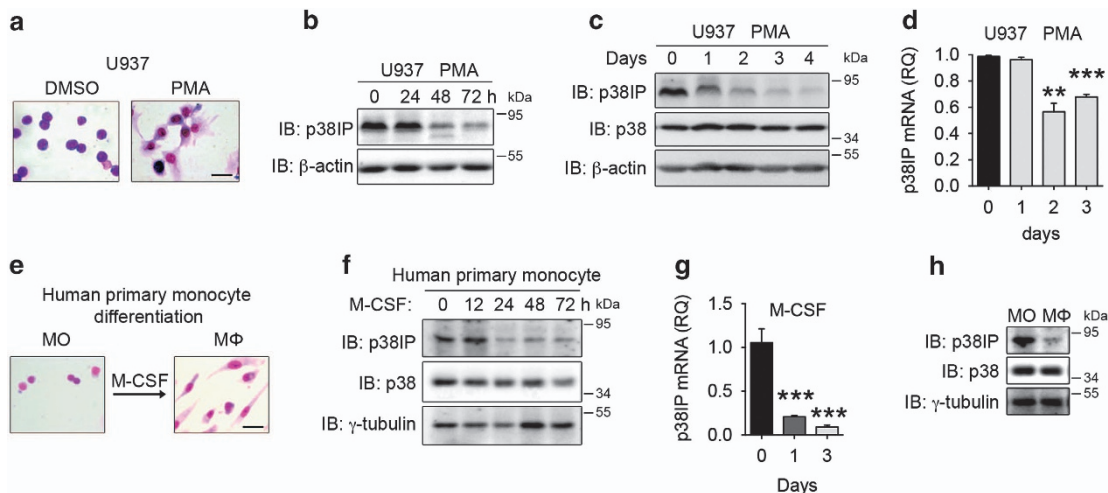 a
U937
DMSO PMA
b
U937 PMA
0 24 48 72 h kDa
IB: p38IP
95
IB: β-actin
55
c
U937 PMA
Days 0 1 2 3 4 kDa
IB: p38IP
95
IB: p38
34
IB: β-actin
55
d
U937 PMA
p38IP mRNA (RQ)
1.0
0.8
0.6
0.4
0.2
0.0
** ***
0 1 2 3
days
e
Human primary monocyte
differentiation
MO MΦ
M-CSF
f
Human primary monocyte
M-CSF: 0 12 24 48 72 h kDa
IB: p38IP
95
IB: p38
34
IB: γ-tubulin
55
g
M-CSF
p38IP mRNA (RQ)
1.5
1.0
0.5
0.0
*** ***
0 1 3
Days
h
MO MΦ kDa
IB: p38IP
95
IB: p38
34
IB: γ-tubulin
55